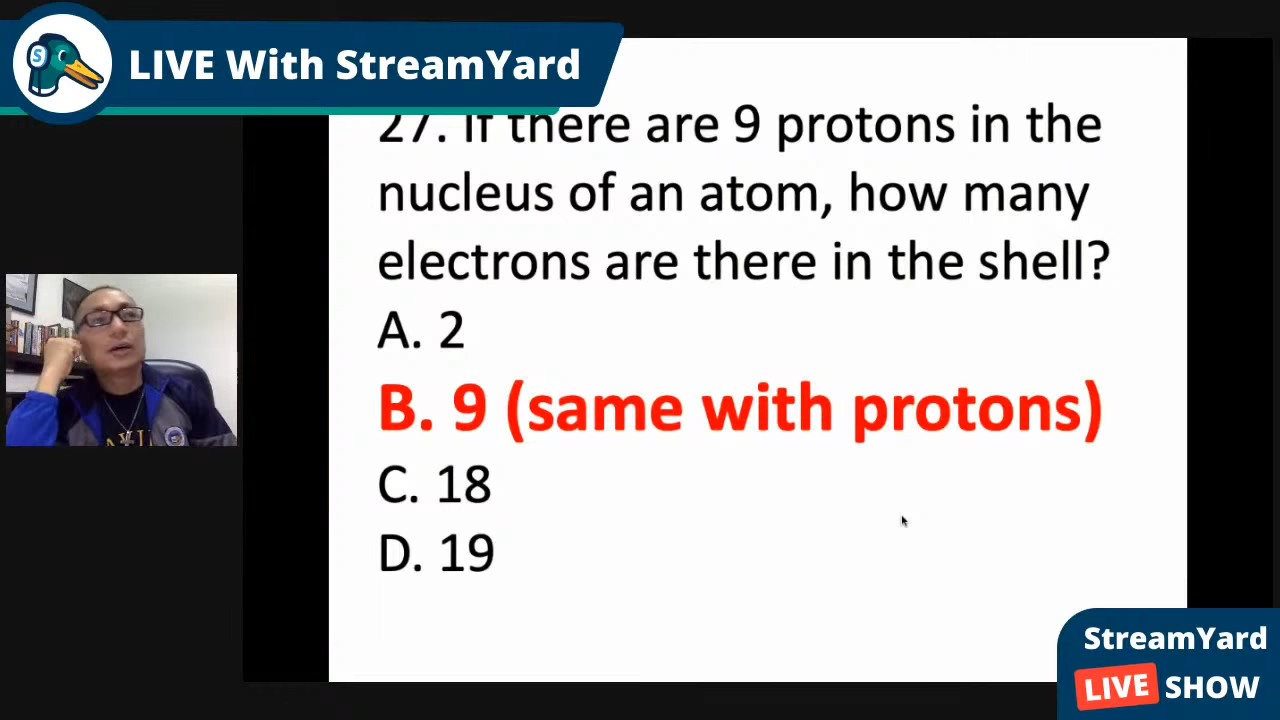 LIVE With StreamYard
27. If there are 9 protons in the
nucleus of an atom, how many
electrons are there in the shell?
A. 2
B. 9 (same with protons)
C. 18
D. 19
StreamYard
LIVE SHOW